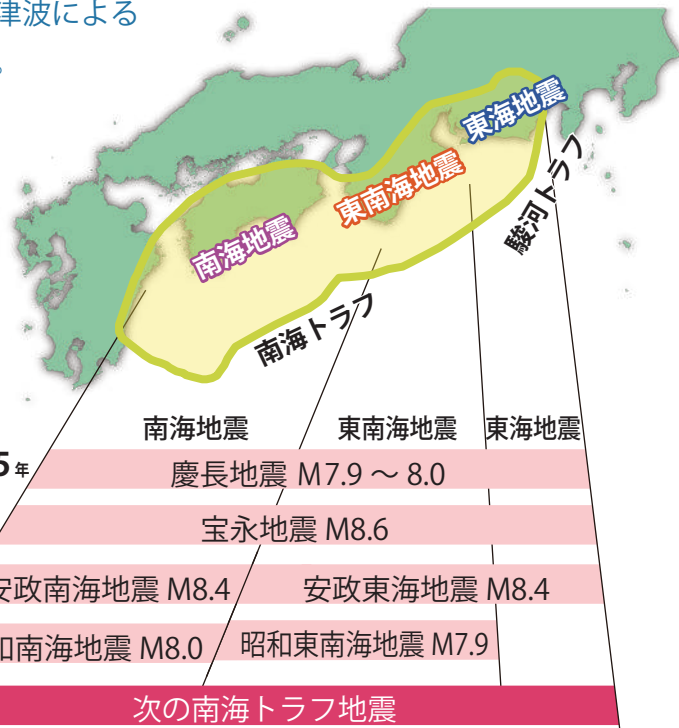 津波による
。
東海地震
東南海地震
南海地震
駿河トラフ
南海トラフ
南海地震 東南海地震 東海地震
5年 慶長地震 M7.9 ～ 8.0
宝永地震 M8.6
安政南海地震 M8.4 安政東海地震 M8.4
和南海地震 M8.0 昭和東南海地震 M7.9
次の南海トラフ地震